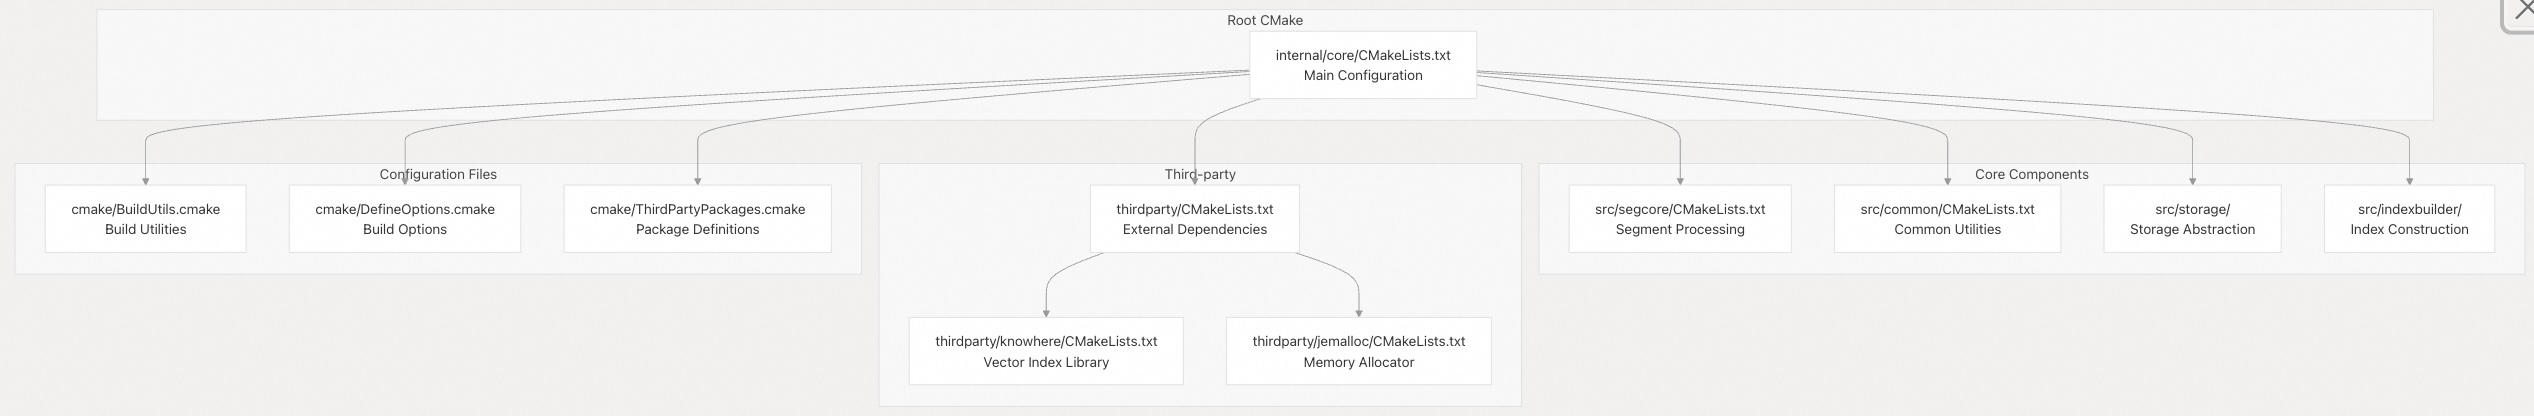 Root CMake
internal/core/CMakeLists.txt
Main Configuration
Configuration Files
cmake/BuildUtils.cmake
Build Utilities
cmake/DefineOptions.cmake
Build Options
cmake/ThirdPartyPackages.cmake
Package Definitions
Third-party
thirdparty/CMakeLists.txt
External Dependencies
thirdparty/knowhere/CMakeLists.txt
Vector Index Library
thirdparty/jemalloc/CMakeLists.txt
Memory Allocator
Core Components
src/segcore/CMakeLists.txt
Segment Processing
src/common/CMakeLists.txt
Common Utilities
src/storage/
Storage Abstraction
src/indexbuilder/
Index Construction